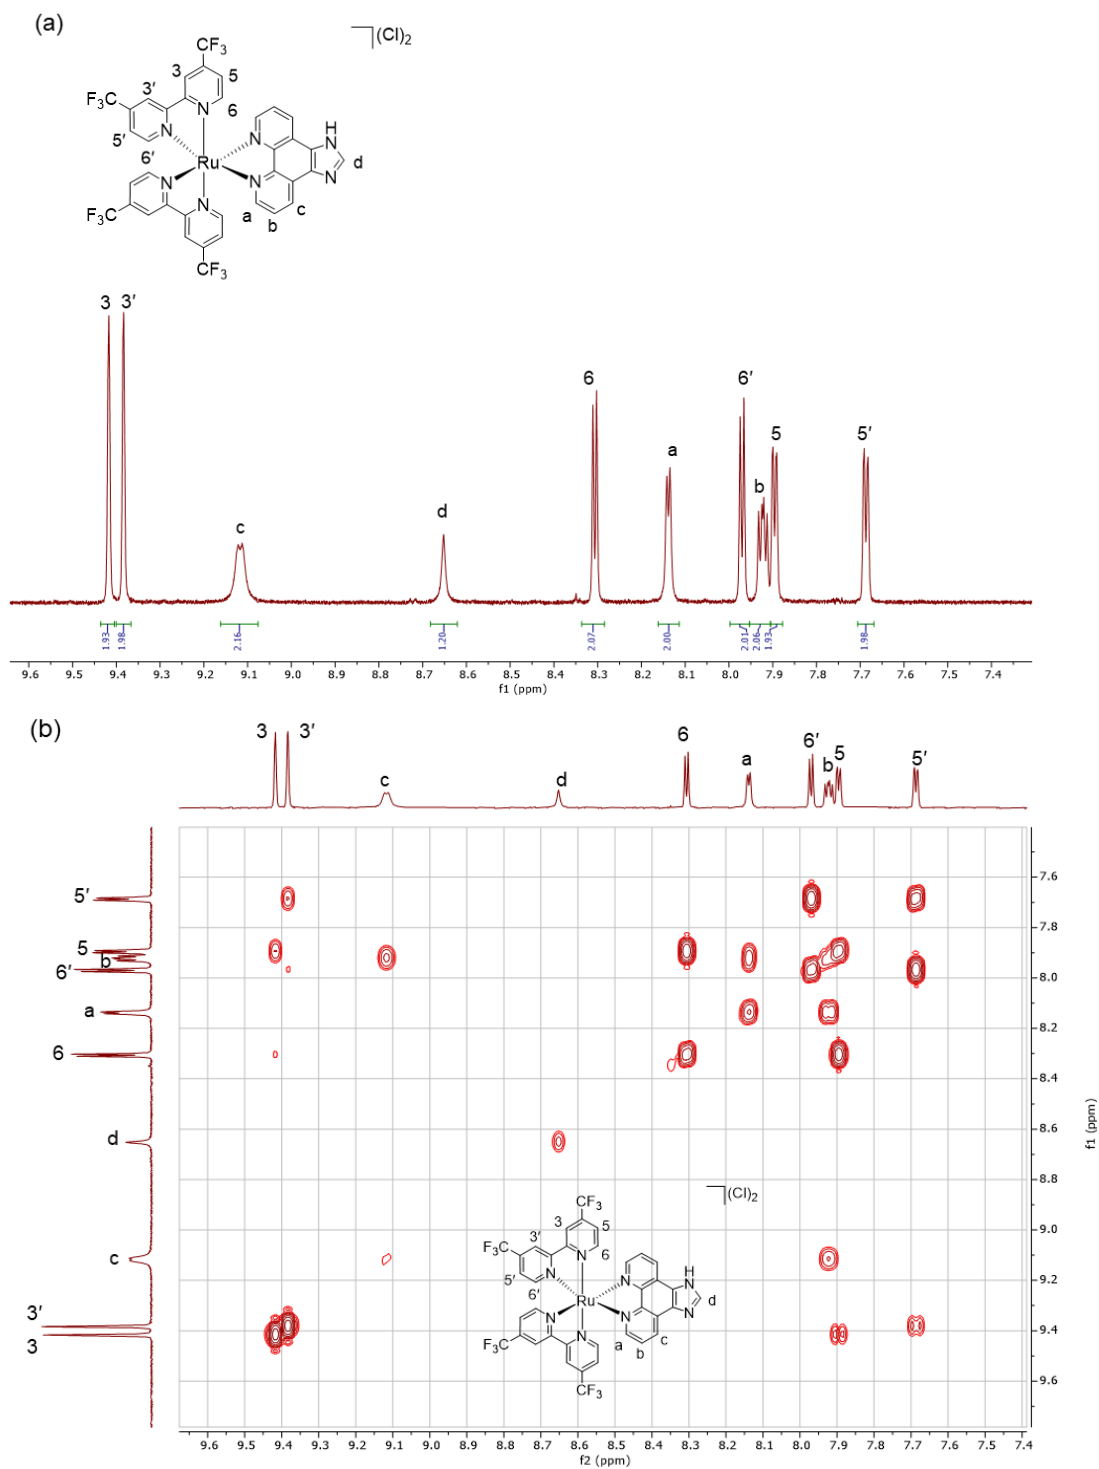 (a)
](Cl)2
CF3
3
5
3′
F3C
N
6
5′
N
N
H
N
6′
Ru
d
N
N
N
N
F3C
a
c
b
CF3
3
3′
6
6′
5
5′
a
b
c
d
1.93
1.98
2.16
1.20
2.07
2.00
2.01
2.06
1.93
1.98
9.6 9.5 9.4 9.3 9.2 9.1 9.0 8.9 8.8 8.7 8.6 8.5 8.4 8.3 8.2 8.1 8.0 7.9 7.8 7.7 7.6 7.5 7.4
f1 (ppm)
(b)
3 3′ 6 6′ 5 5′
c d a b
5′
5
b
6′
a
6
d
c
3′
3
7.6
7.8
8.0
8.2
8.4
8.6
8.8
9.0
9.2
9.4
9.6
f1 (ppm)
](Cl)2
CF3
3
5
3′
F3C
N
6
5′
N
N
H
N
6′
Ru
d
N
N
N
N
F3C
a
c
b
CF3
9.6 9.5 9.4 9.3 9.2 9.1 9.0 8.9 8.8 8.7 8.6 8.5 8.4 8.3 8.2 8.1 8.0 7.9 7.8 7.7 7.6 7.5 7.4
f2 (ppm)